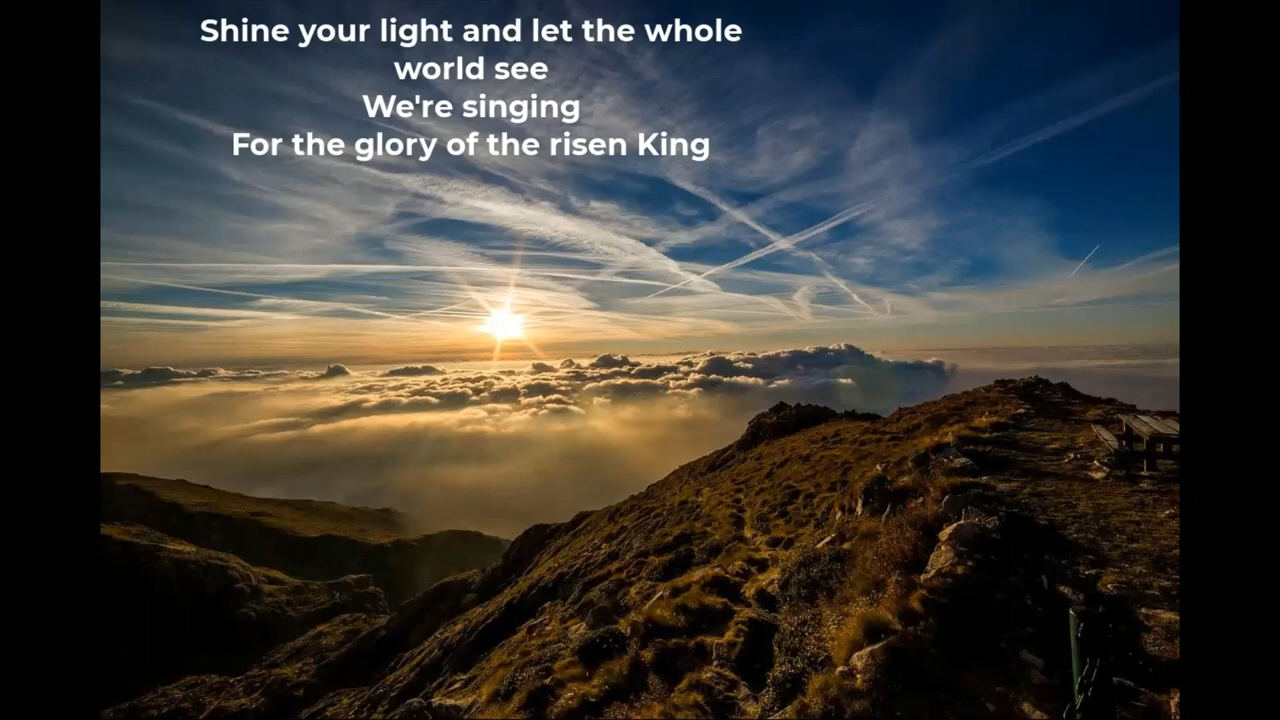 Shine your light and let the whole
world see
We're singing
For the glory of the risen King